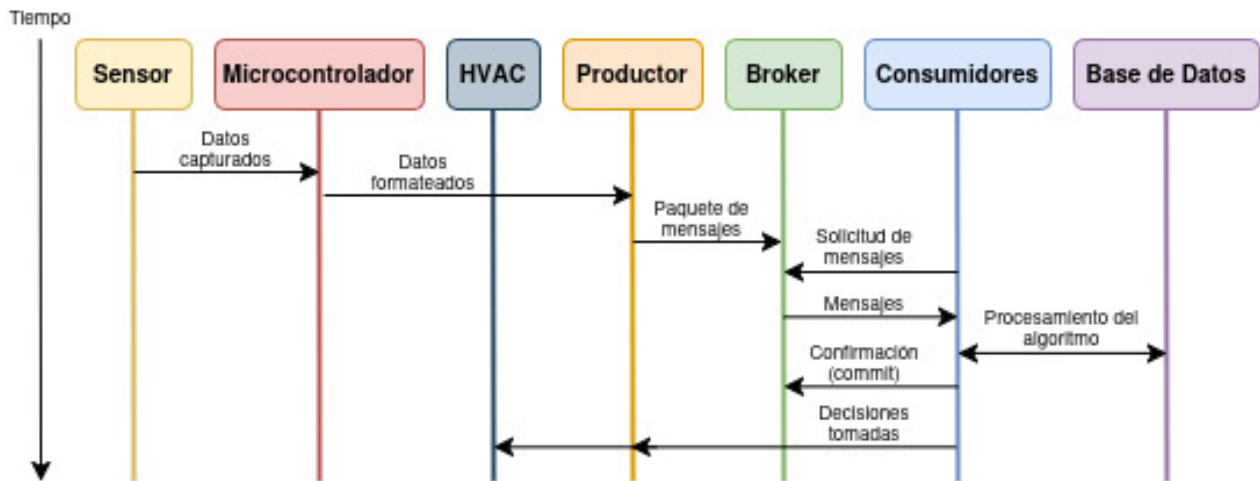 Tiempo
Sensor
Microcontrolador
HVAC
Productor
Broker
Consumidores
Base de Datos
Datos
capturados
Datos
formateados
Paquete de
mensajes
Solicitud de
mensajes
Mensajes
Procesamiento del
algoritmo
Confirmación
(commit)
Decisiones
tomadas